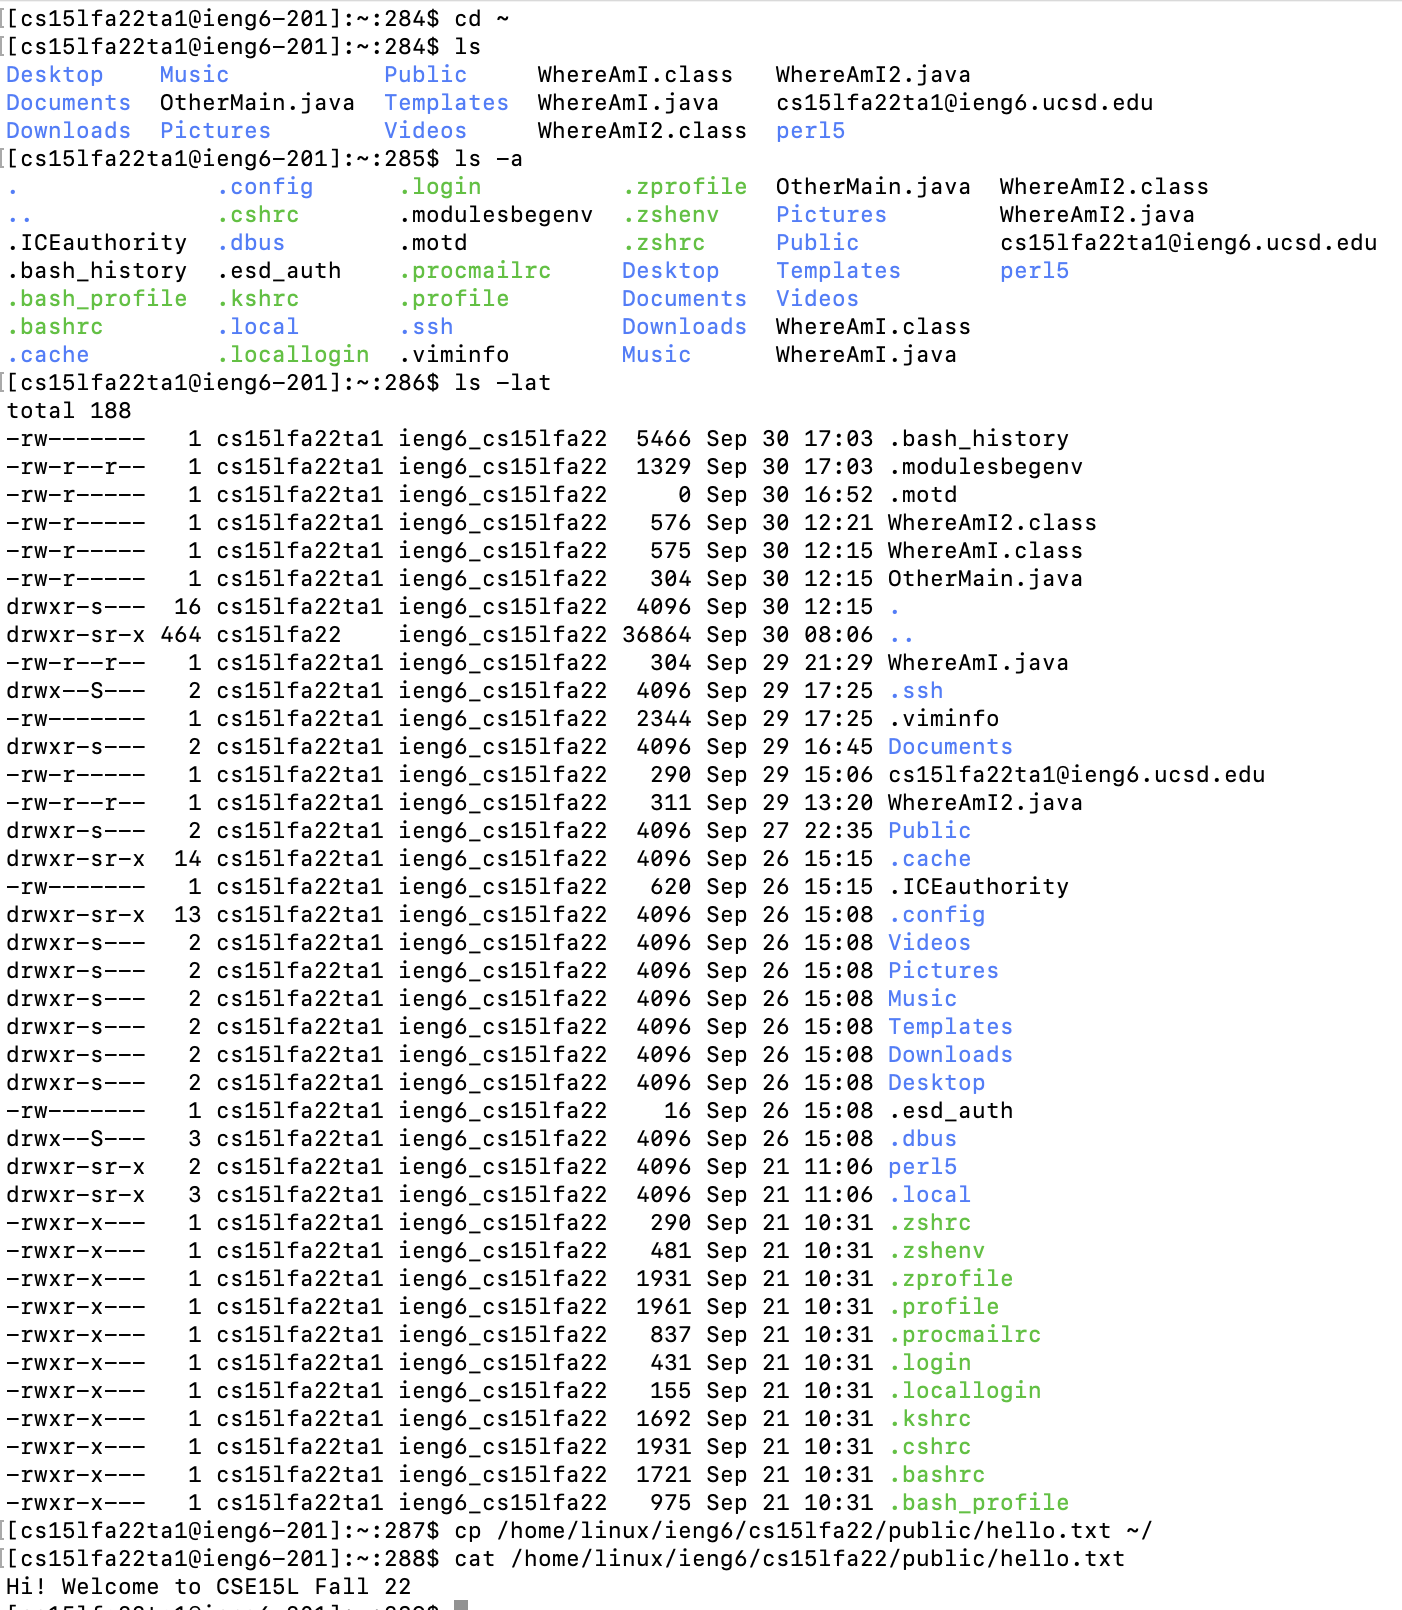 [[cs15lfa22ta1@ieng6-201]:~:284$ cd ~
[[cs15lfa22ta1@ieng6-201]:~:284$ ls
Desktop Music Public WhereAmI.class WhereAmI2.java
Documents OtherMain.java Templates WhereAmI.java cs15lfa22ta1@ieng6.ucsd.edu
Downloads Pictures Videos WhereAmI2.class perl5
[[cs15lfa22ta1@ieng6-201]:~:285$ ls -a
. .config .login .zprofile OtherMain.java WhereAmI2.class
.. .cshrc .modulesbegenv .zshenv Pictures WhereAmI2.java
.ICEauthority .dbus .motd .zshrc Public cs15lfa22ta1@ieng6.ucsd.edu
.bash_history .esd_auth .procmailrc Desktop Templates perl5
.bash_profile .kshrc .profile Documents Videos
.bashrc .local .ssh Downloads WhereAmI.class
.cache .locallogin .viminfo Music WhereAmI.java
[[cs15lfa22ta1@ieng6-201]:~:286$ ls -lat
total 188
-rw------- 1 cs15lfa22ta1 ieng6_cs15lfa22 5466 Sep 30 17:03 .bash_history
-rw-r--r-- 1 cs15lfa22ta1 ieng6_cs15lfa22 1329 Sep 30 17:03 .modulesbegenv
-rw-r----- 1 cs15lfa22ta1 ieng6_cs15lfa22 0 Sep 30 16:52 .motd
-rw-r----- 1 cs15lfa22ta1 ieng6_cs15lfa22 576 Sep 30 12:21 WhereAmI2.class
-rw-r----- 1 cs15lfa22ta1 ieng6_cs15lfa22 575 Sep 30 12:15 WhereAmI.class
-rw-r----- 1 cs15lfa22ta1 ieng6_cs15lfa22 304 Sep 30 12:15 OtherMain.java
drwxr-s--- 16 cs15lfa22ta1 ieng6_cs15lfa22 4096 Sep 30 12:15 .
drwxr-sr-x 464 cs15lfa22 ieng6_cs15lfa22 36864 Sep 30 08:06 ..
-rw-r--r-- 1 cs15lfa22ta1 ieng6_cs15lfa22 304 Sep 29 21:29 WhereAmI.java
drwx--S--- 2 cs15lfa22ta1 ieng6_cs15lfa22 4096 Sep 29 17:25 .ssh
-rw------- 1 cs15lfa22ta1 ieng6_cs15lfa22 2344 Sep 29 17:25 .viminfo
drwxr-s--- 2 cs15lfa22ta1 ieng6_cs15lfa22 4096 Sep 29 16:45 Documents
-rw-r----- 1 cs15lfa22ta1 ieng6_cs15lfa22 290 Sep 29 15:06 cs15lfa22ta1@ieng6.ucsd.edu
-rw-r--r-- 1 cs15lfa22ta1 ieng6_cs15lfa22 311 Sep 29 13:20 WhereAmI2.java
drwxr-s--- 2 cs15lfa22ta1 ieng6_cs15lfa22 4096 Sep 27 22:35 Public
drwxr-sr-x 14 cs15lfa22ta1 ieng6_cs15lfa22 4096 Sep 26 15:15 .cache
-rw------- 1 cs15lfa22ta1 ieng6_cs15lfa22 620 Sep 26 15:15 .ICEauthority
drwxr-sr-x 13 cs15lfa22ta1 ieng6_cs15lfa22 4096 Sep 26 15:08 .config
drwxr-s--- 2 cs15lfa22ta1 ieng6_cs15lfa22 4096 Sep 26 15:08 Videos
drwxr-s--- 2 cs15lfa22ta1 ieng6_cs15lfa22 4096 Sep 26 15:08 Pictures
drwxr-s--- 2 cs15lfa22ta1 ieng6_cs15lfa22 4096 Sep 26 15:08 Music
drwxr-s--- 2 cs15lfa22ta1 ieng6_cs15lfa22 4096 Sep 26 15:08 Templates
drwxr-s--- 2 cs15lfa22ta1 ieng6_cs15lfa22 4096 Sep 26 15:08 Downloads
drwxr-s--- 2 cs15lfa22ta1 ieng6_cs15lfa22 4096 Sep 26 15:08 Desktop
-rw------- 1 cs15lfa22ta1 ieng6_cs15lfa22 16 Sep 26 15:08 .esd_auth
drwx--S--- 3 cs15lfa22ta1 ieng6_cs15lfa22 4096 Sep 26 15:08 .dbus
drwxr-sr-x 2 cs15lfa22ta1 ieng6_cs15lfa22 4096 Sep 21 11:06 perl5
drwxr-sr-x 3 cs15lfa22ta1 ieng6_cs15lfa22 4096 Sep 21 11:06 .local
-rwxr-x--- 1 cs15lfa22ta1 ieng6_cs15lfa22 290 Sep 21 10:31 .zshrc
-rwxr-x--- 1 cs15lfa22ta1 ieng6_cs15lfa22 481 Sep 21 10:31 .zshenv
-rwxr-x--- 1 cs15lfa22ta1 ieng6_cs15lfa22 1931 Sep 21 10:31 .zprofile
-rwxr-x--- 1 cs15lfa22ta1 ieng6_cs15lfa22 1961 Sep 21 10:31 .profile
-rwxr-x--- 1 cs15lfa22ta1 ieng6_cs15lfa22 837 Sep 21 10:31 .procmailrc
-rwxr-x--- 1 cs15lfa22ta1 ieng6_cs15lfa22 431 Sep 21 10:31 .login
-rwxr-x--- 1 cs15lfa22ta1 ieng6_cs15lfa22 155 Sep 21 10:31 .locallogin
-rwxr-x--- 1 cs15lfa22ta1 ieng6_cs15lfa22 1692 Sep 21 10:31 .kshrc
-rwxr-x--- 1 cs15lfa22ta1 ieng6_cs15lfa22 1931 Sep 21 10:31 .cshrc
-rwxr-x--- 1 cs15lfa22ta1 ieng6_cs15lfa22 1721 Sep 21 10:31 .bashrc
-rwxr-x--- 1 cs15lfa22ta1 ieng6_cs15lfa22 975 Sep 21 10:31 .bash_profile
[[cs15lfa22ta1@ieng6-201]:~:287$ cp /home/linux/ieng6/cs15lfa22/public/hello.txt ~/
[[cs15lfa22ta1@ieng6-201]:~:288$ cat /home/linux/ieng6/cs15lfa22/public/hello.txt
Hi! Welcome to CSE15L Fall 22